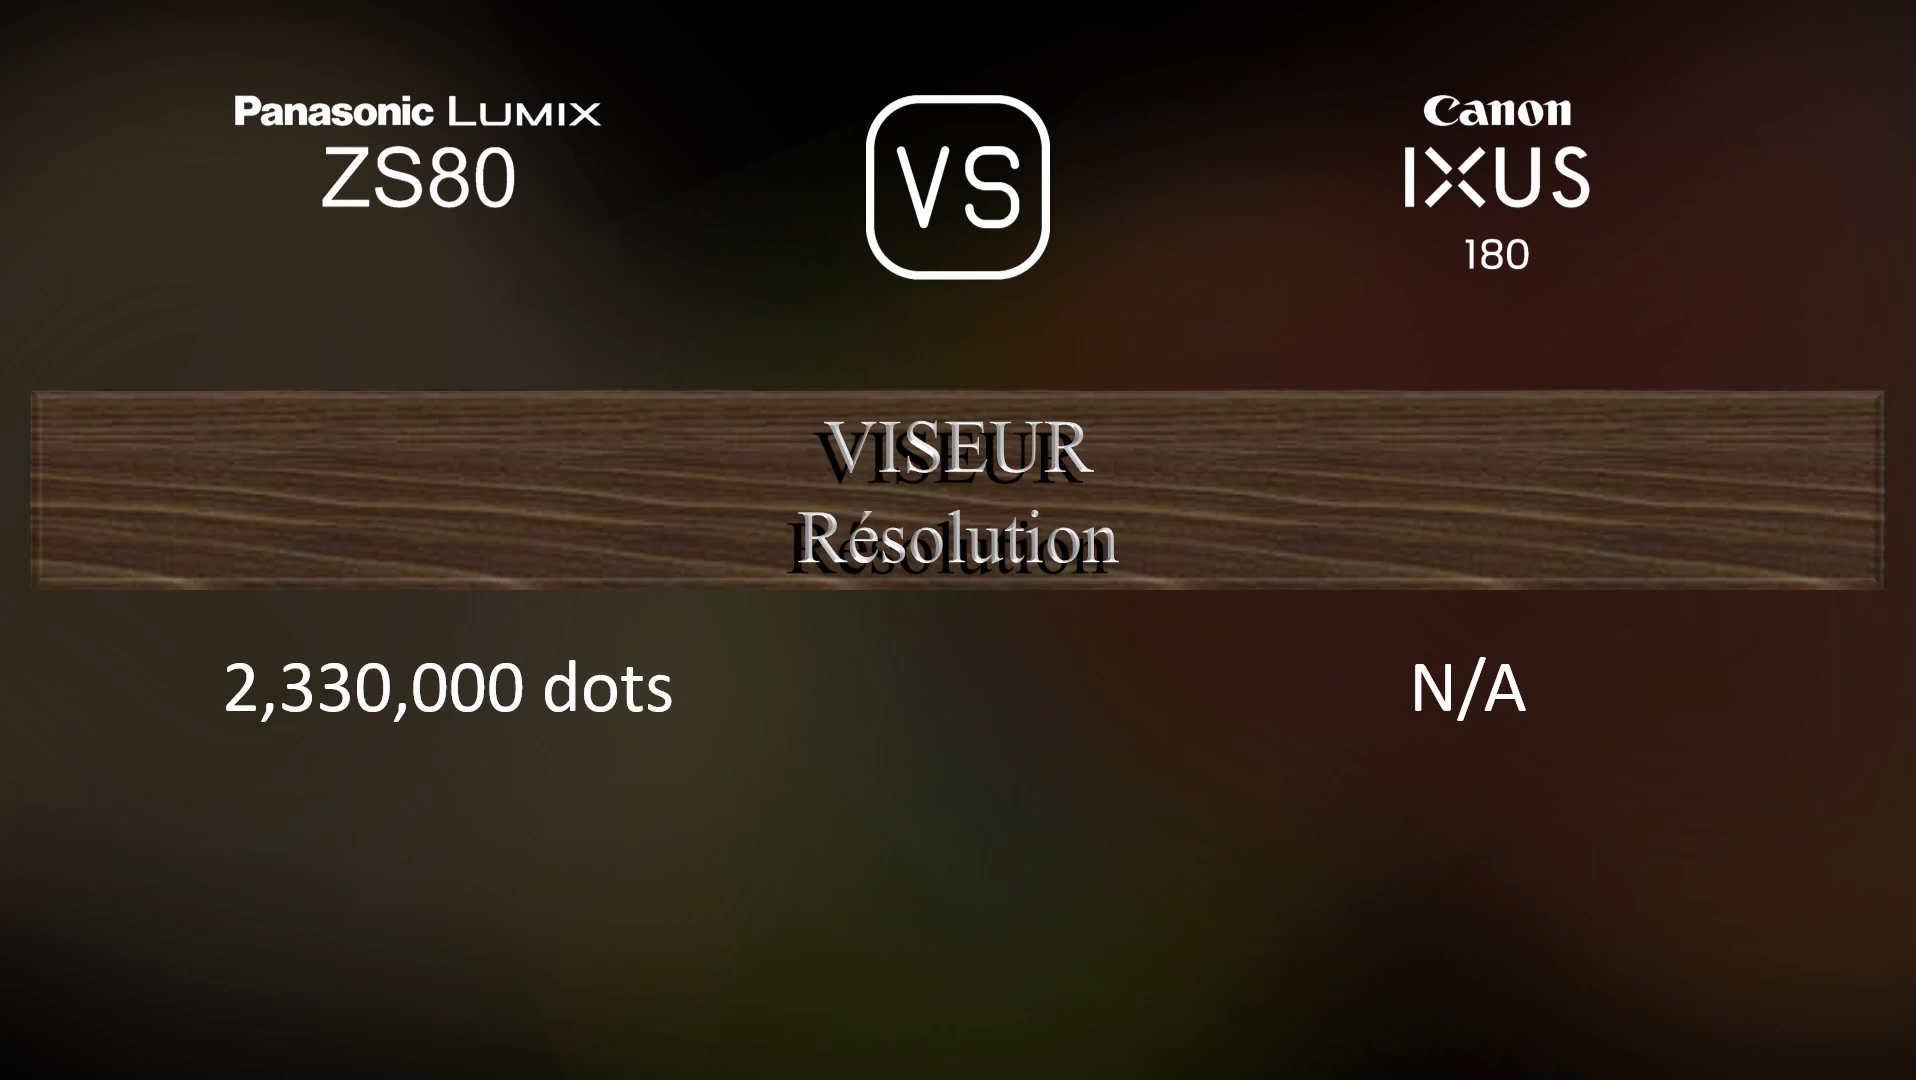 Panasonic LUMIX
ZS80
VS
Canon
IXUS
180
VISEUR
Résolution
2,330,000 dots
N/A